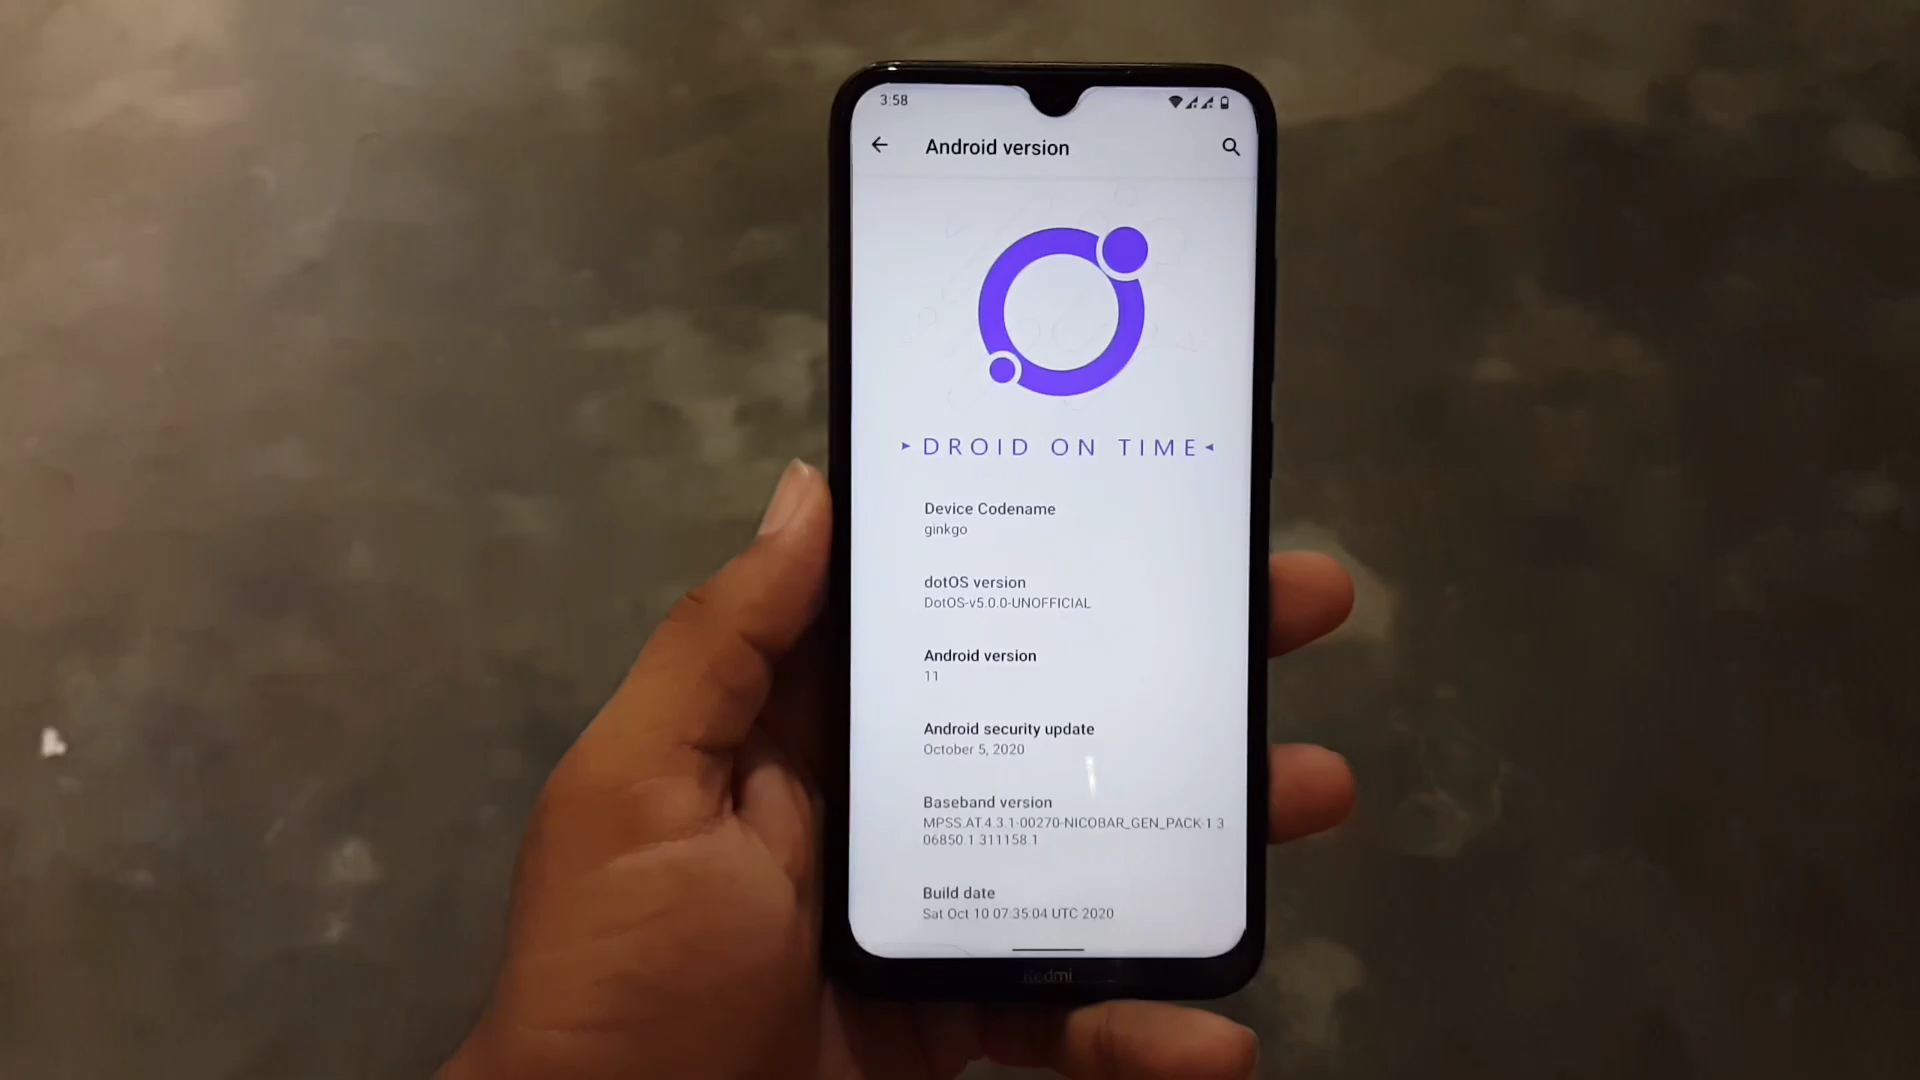 3:58
Android version
DROID ON TIME
Device Codename
ginkgo
dotOS version
DotOS-v5.0.0-UNOFFICIAL
Android version
11
Android security update
October 5, 2020
Baseband version
MPSS.AT.4.3.1-00270-NICOBAR_GEN_PACK-1.3
06850.1.311158.1
Build date
Sat Oct 10 07:35:04 UTC 2020
Redmi